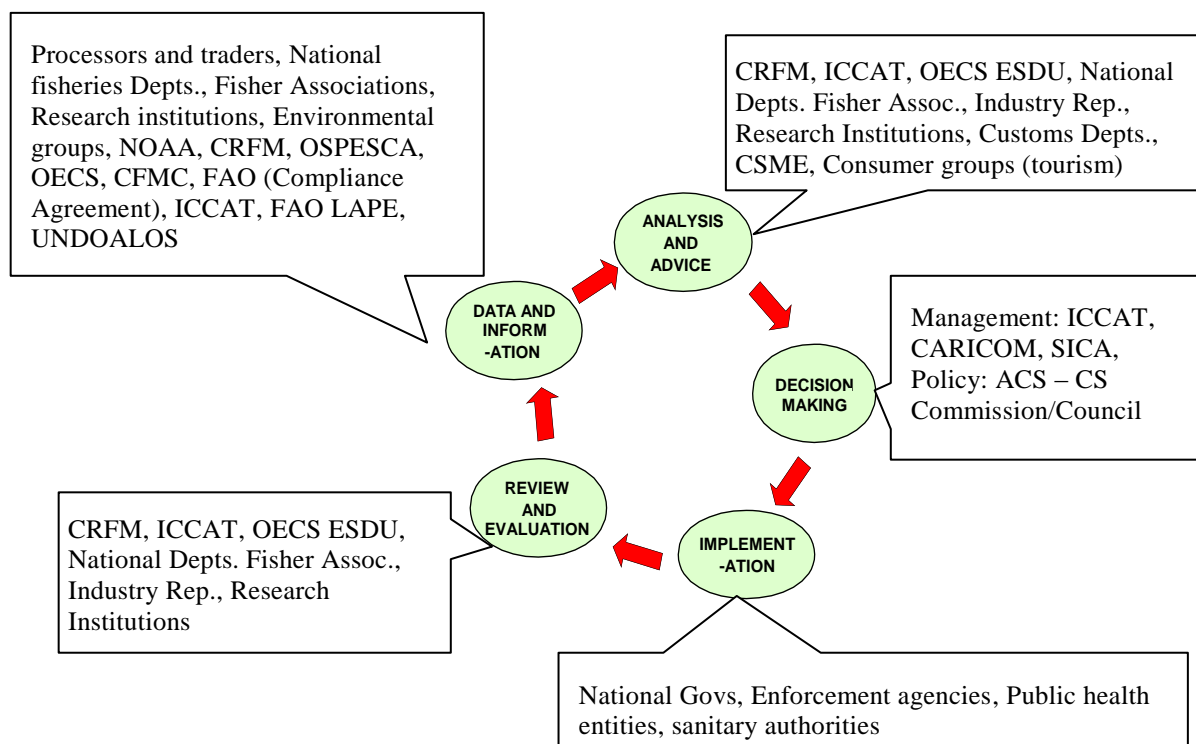 Processors and traders, National
fisheries Depts., Fisher Associations,
Research institutions, Environmental
groups, NOAA, CRFM, OSPESCA,
OECS, CFMC, FAO (Compliance
Agreement), ICCAT, FAO LAPE,
UNDOALOS
CRFM, ICCAT, OECS ESDU, National
Depts. Fisher Assoc., Industry Rep.,
Research Institutions, Customs Depts.,
CSME, Consumer groups (tourism)
ANALYSIS
AND
ADVICE
DATA AND
INFORM
-ATION
Management: ICCAT,
CARICOM, SICA,
Policy: ACS – CS
Commission/Council
DECISION
MAKING
REVIEW
AND
EVALUATION
CRFM, ICCAT, OECS ESDU,
National Depts. Fisher Assoc.,
Industry Rep., Research
Institutions
IMPLEMENT
-ATION
National Govs, Enforcement agencies, Public health
entities, sanitary authorities